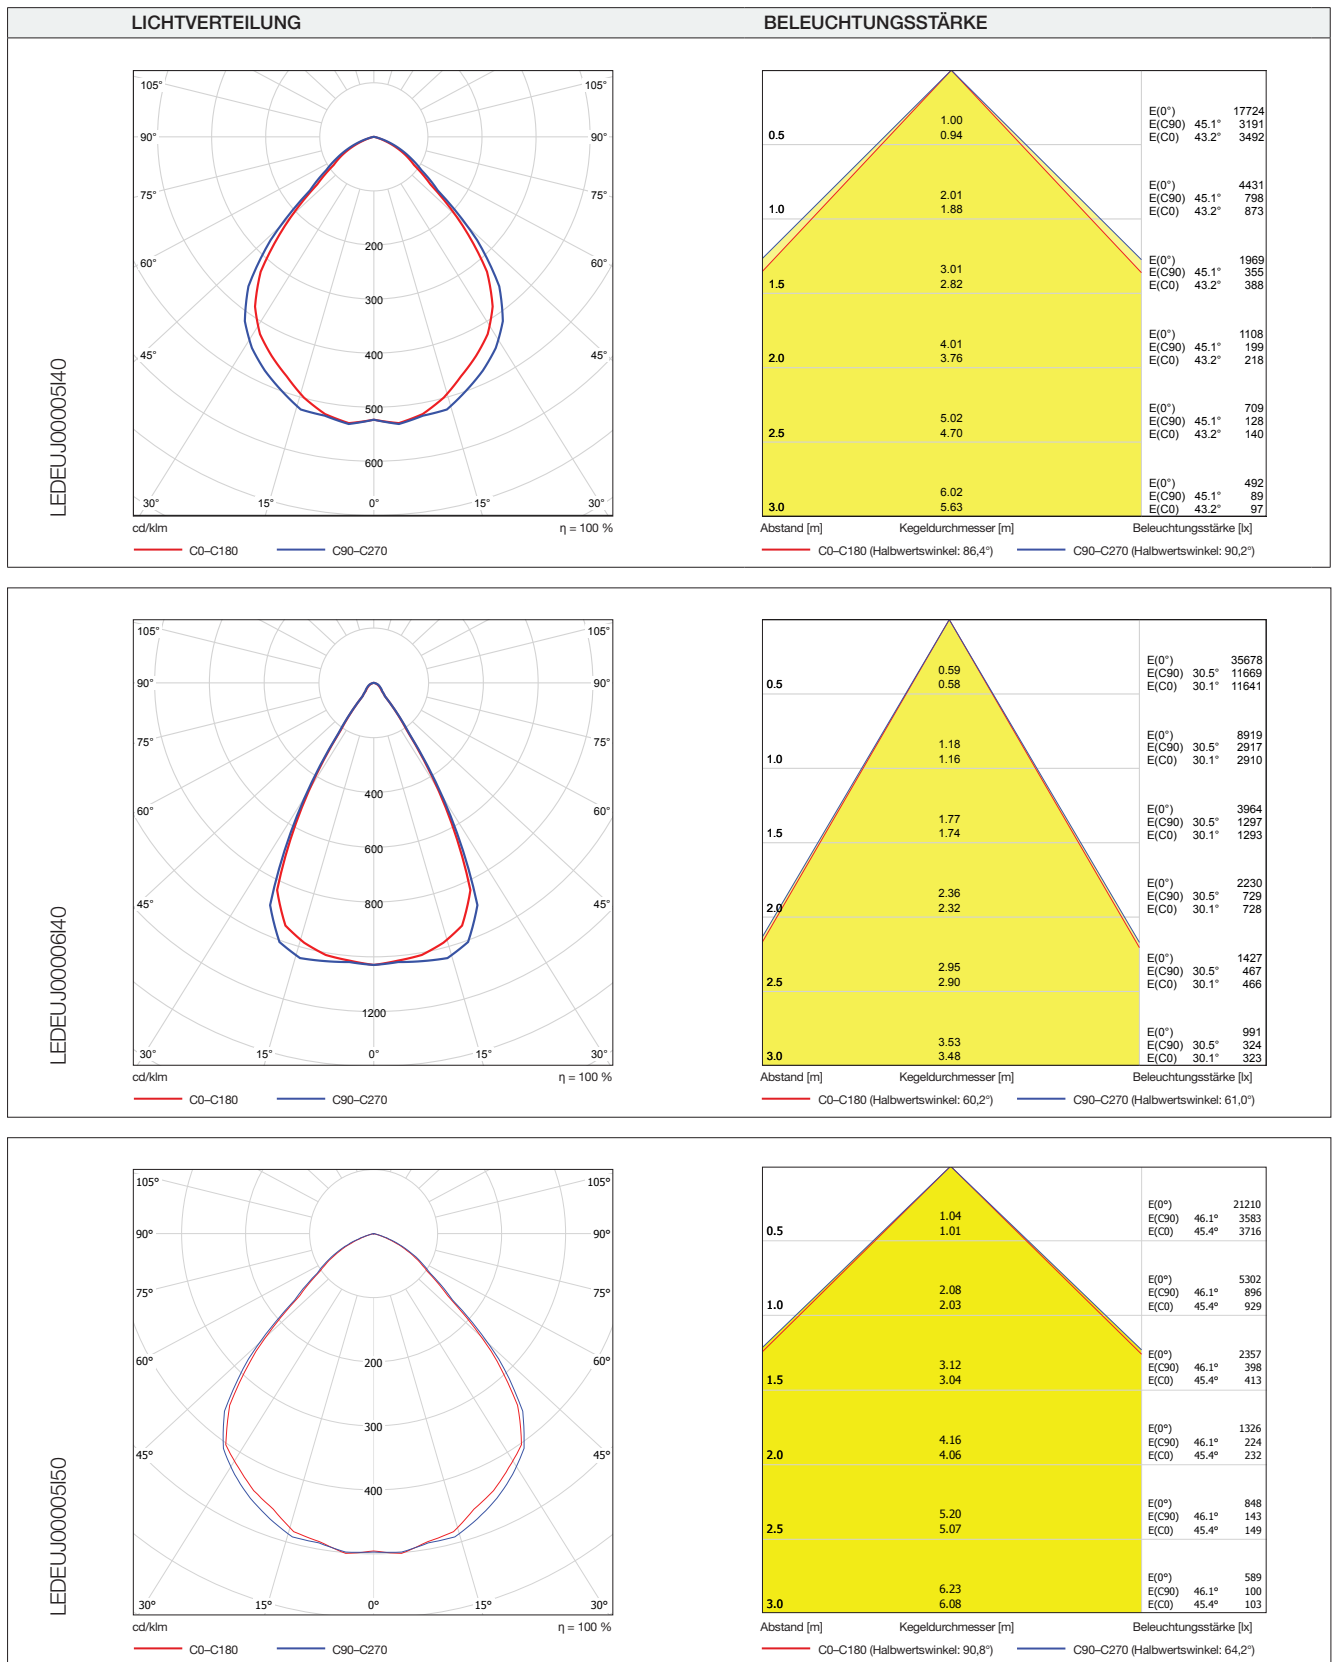 LICHTVERTEILUNG
BELEUCHTUNGSSTÄRKE
LEDEUJ00005I40
105° 105°
90° 90°
75° 75°
60° 60°
45° 45°
200
300
400
500
600
30° 15° 0° 15° 30°
cd/klm η = 100 %
C0–C180 C90–C270
0.5 1.00 0.94
E(0°) 17724
E(C90) 45.1° 3191
E(C0) 43.2° 3492
1.0 2.01 1.88
E(0°) 4431
E(C90) 45.1° 798
E(C0) 43.2° 873
1.5 3.01 2.82
E(0°) 1969
E(C90) 45.1° 355
E(C0) 43.2° 388
2.0 4.01 3.76
E(0°) 1108
E(C90) 45.1° 199
E(C0) 43.2° 218
2.5 5.02 4.70
E(0°) 709
E(C90) 45.1° 128
E(C0) 43.2° 140
3.0 6.02 5.63
E(0°) 492
E(C90) 45.1° 89
E(C0) 43.2° 97
Abstand [m] Kegeldurchmesser [m] Beleuchtungsstärke [lx]
C0–C180 (Halbwertswinkel: 86,4°) C90–C270 (Halbwertswinkel: 90,2°)
LEDEUJ00006I40
105° 105°
90° 90°
75° 75°
60° 60°
45° 45°
400
600
800
1200
30° 15° 0° 15° 30°
cd/klm η = 100 %
C0–C180 C90–C270
0.5 0.59 0.58
E(0°) 35678
E(C90) 30.5° 11669
E(C0) 30.1° 11641
1.0 1.18 1.16
E(0°) 8919
E(C90) 30.5° 2917
E(C0) 30.1° 2910
1.5 1.77 1.74
E(0°) 3964
E(C90) 30.5° 1297
E(C0) 30.1° 1293
2.0 2.36 2.32
E(0°) 2230
E(C90) 30.5° 729
E(C0) 30.1° 728
2.5 2.95 2.90
E(0°) 1427
E(C90) 30.5° 467
E(C0) 30.1° 466
3.0 3.53 3.48
E(0°) 991
E(C90) 30.5° 324
E(C0) 30.1° 323
Abstand [m] Kegeldurchmesser [m] Beleuchtungsstärke [lx]
C0–C180 (Halbwertswinkel: 60,2°) C90–C270 (Halbwertswinkel: 61,0°)
LEDEUJ00005I50
105° 105°
90° 90°
75° 75°
60° 60°
45° 45°
200
300
400
30° 15° 0° 15° 30°
cd/klm η = 100 %
C0–C180 C90–C270
0.5 1.04 1.01
E(0°) 21210
E(C90) 46.1° 3583
E(C0) 45.4° 3716
1.0 2.08 2.03
E(0°) 5302
E(C90) 46.1° 896
E(C0) 45.4° 929
1.5 3.12 3.04
E(0°) 2357
E(C90) 46.1° 398
E(C0) 45.4° 413
2.0 4.16 4.06
E(0°) 1326
E(C90) 46.1° 224
E(C0) 45.4° 232
2.5 5.20 5.07
E(0°) 848
E(C90) 46.1° 143
E(C0) 45.4° 149
3.0 6.23 6.08
E(0°) 589
E(C90) 46.1° 100
E(C0) 45.4° 103
Abstand [m] Kegeldurchmesser [m] Beleuchtungsstärke [lx]
C0–C180 (Halbwertswinkel: 90,8°) C90–C270 (Halbwertswinkel: 64,2°)